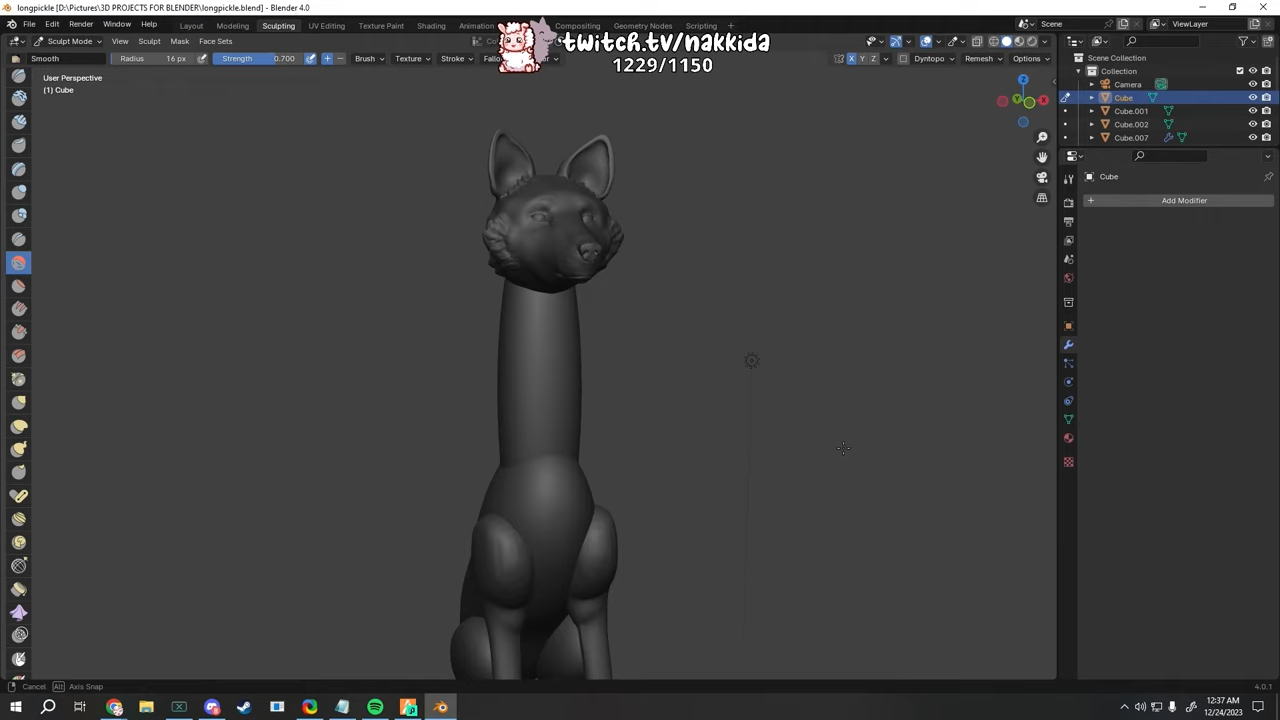 longpickle [D:\Pictures\3D PROJECTS FOR BLENDER\longpickle.blend] - Blender 4.0
File Edit Render Window Help Layout Modeling Sculpting UV Editing Texture Paint Shading Animation Compositing Geometry Nodes Scripting + Scene ViewLayer
twitch.tv/nakkida
1229/1150
Sculpt Mode View Sculpt Mask Face Sets
Smooth Radius 16 px Strength 0.700 Brush Texture Stroke X Y Z Dyntopo Remesh Options
User Perspective
(1) Cube
Z
Y X
Scene Collection
Collection
Camera
Cube
Cube.001
Cube.002
Cube.007
Cube
Add Modifier
Cancel Alt Axis Snap
4.0.1
12:37 AM
12/24/2023